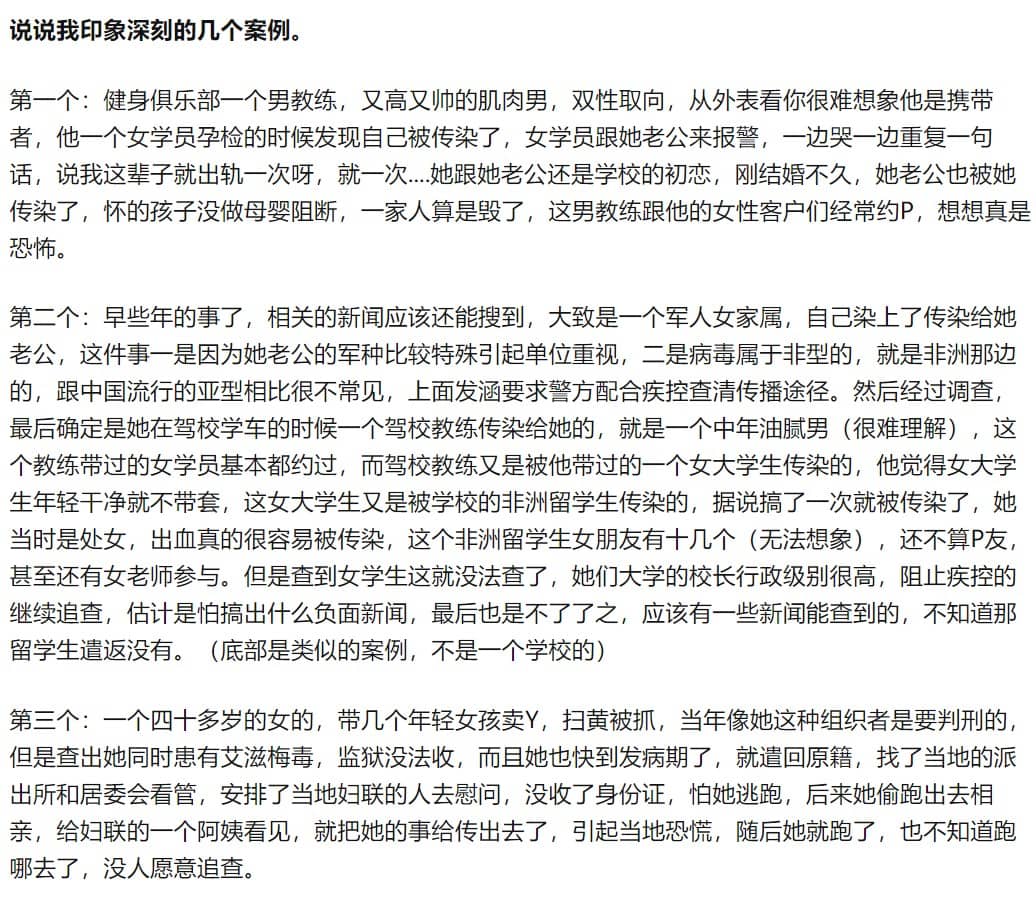 说说我印象深刻的几个案例。
第一个：健身俱乐部一个男教练，又高又帅的肌肉男，双性取向，从外表看你很难想象他是携带
者，他一个女学员孕检的时候发现自己被传染了，女学员跟她老公来报警，一边哭一边重复一句
话，说我这辈子就出轨一次呀，就一次....她跟她老公还是学校的初恋，刚结婚不久，她老公也被她
传染了，怀的孩子没做母婴阻断，一家人算是毁了，这男教练跟他的女性客户们经常约P，想想真是
恐怖。
第二个：早些年的事了，相关的新闻应该还能搜到，大致是一个军人女家属，自己染上了传染给她
老公，这件事一是因为她老公的军种比较特殊引起单位重视，二是病毒属于非型的，就是非洲那边
的，跟中国流行的亚型相比很不常见，上面发涵要求警方配合疾控查清传播途径。然后经过调查，
最后确定是她在驾校学车的时候一个驾校教练传染给她的，就是一个中年油腻男（很难理解），这
个教练带过的女学员基本都约过，而驾校教练又是被他带过的一个女大学生传染的，他觉得女大学
生年轻干净就不带套，这女大学生又是被学校的非洲留学生传染的，据说搞了一次就被传染了，她
当时是处女，出血真的很容易被传染，这个非洲留学生女朋友有十几个（无法想象），还不算P友，
甚至还有女老师参与。但是查到女学生这就没法查了，她们大学的校长行政级别很高，阻止疾控的
继续追查，估计是怕搞出什么负面新闻，最后也是不了了之，应该有一些新闻能查到的，不知道那
留学生遣返没有。（底部是类似的案例，不是一个学校的）
第三个：一个四十多岁的女的，带几个年轻女孩卖Y，扫黄被抓，当年像她这种组织者是要判刑的，
但是查出她同时患有艾滋梅毒，监狱没法收，而且她也快到发病期了，就遣回原籍，找了当地的派
出所和居委会看管，安排了当地妇联的人去慰问，没收了身份证，怕她逃跑，后来她偷跑出去相
亲，给妇联的一个阿姨看见，就把她的事给传出去了，引起当地恐慌，随后她就跑了，也不知道跑
哪去了，没人愿意追查。